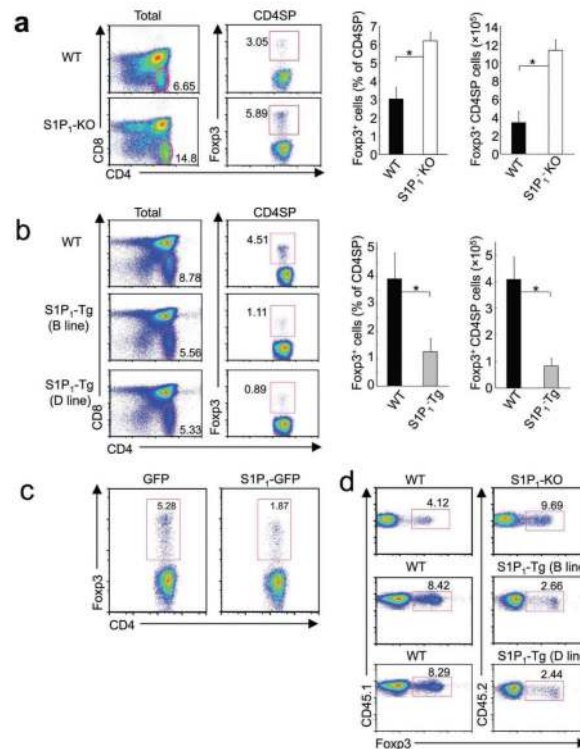 a
Total
CD4SP
WT
3.05
6.65
S1P₁-KO
5.89
14.8
CD8
CD4
Foxp3
Foxp3⁺ cells (% of CD4SP)
7
6
5
4
3
2
1
0
*
WT
S1P₁-KO
Foxp3⁺ CD4SP cells (×10⁵)
14
12
10
8
6
4
2
0
*
WT
S1P₁-KO
b
Total
CD4SP
WT
4.51
8.78
S1P₁-Tg
(B line)
1.11
5.56
S1P₁-Tg
(D line)
0.89
5.33
CD8
CD4
Foxp3
Foxp3⁺ cells (% of CD4SP)
5
4
3
2
1
0
*
WT
S1P₁-Tg
Foxp3⁺ CD4SP cells (×10⁵)
5
4
3
2
1
0
*
WT
S1P₁-Tg
c
GFP
S1P₁-GFP
5.28
1.87
Foxp3
CD4
d
WT
S1P₁-KO
4.12
9.69
WT
S1P₁-Tg (B line
8.42
2.66
WT
S1P₁-Tg (D line
8.29
2.44
CD45.1
CD45.2
Foxp3